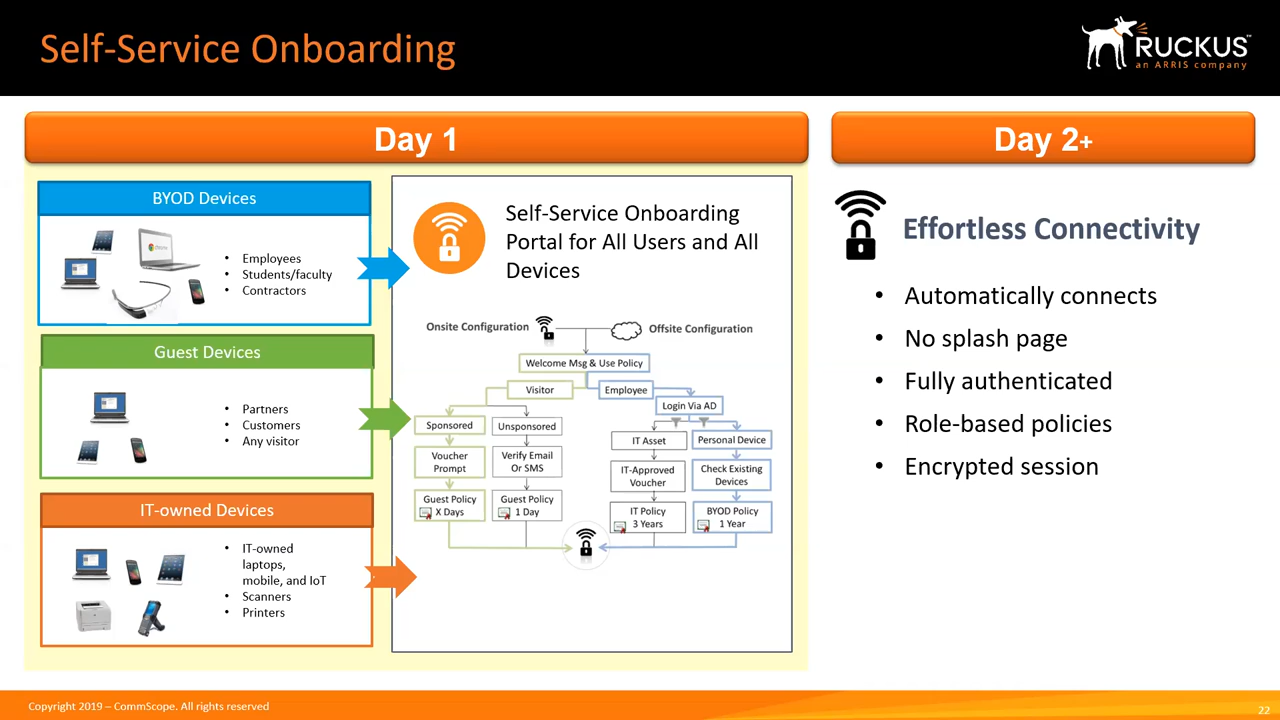 Self-Service Onboarding
RUCKUS™
an ARRIS company
Day 1
Day 2+
BYOD Devices
• Employees
• Students/faculty
• Contractors
Guest Devices
• Partners
• Customers
• Any visitor
IT-owned Devices
• IT-owned
laptops,
mobile, and IoT
• Scanners
• Printers
Self-Service Onboarding
Portal for All Users and All
Devices
Onsite Configuration
Offsite Configuration
Welcome Msg & Use Policy
Visitor
Employee
Login Via AD
Sponsored
Unsponsored
IT Asset
Personal Device
Voucher
Prompt
Verify Email
Or SMS
IT-Approved
Voucher
Check Existing
Devices
Guest Policy
X Days
Guest Policy
1 Day
IT Policy
3 Years
BYOD Policy
1 Year
Effortless Connectivity
• Automatically connects
• No splash page
• Fully authenticated
• Role-based policies
• Encrypted session
Copyright 2019 – CommScope. All rights reserved
22